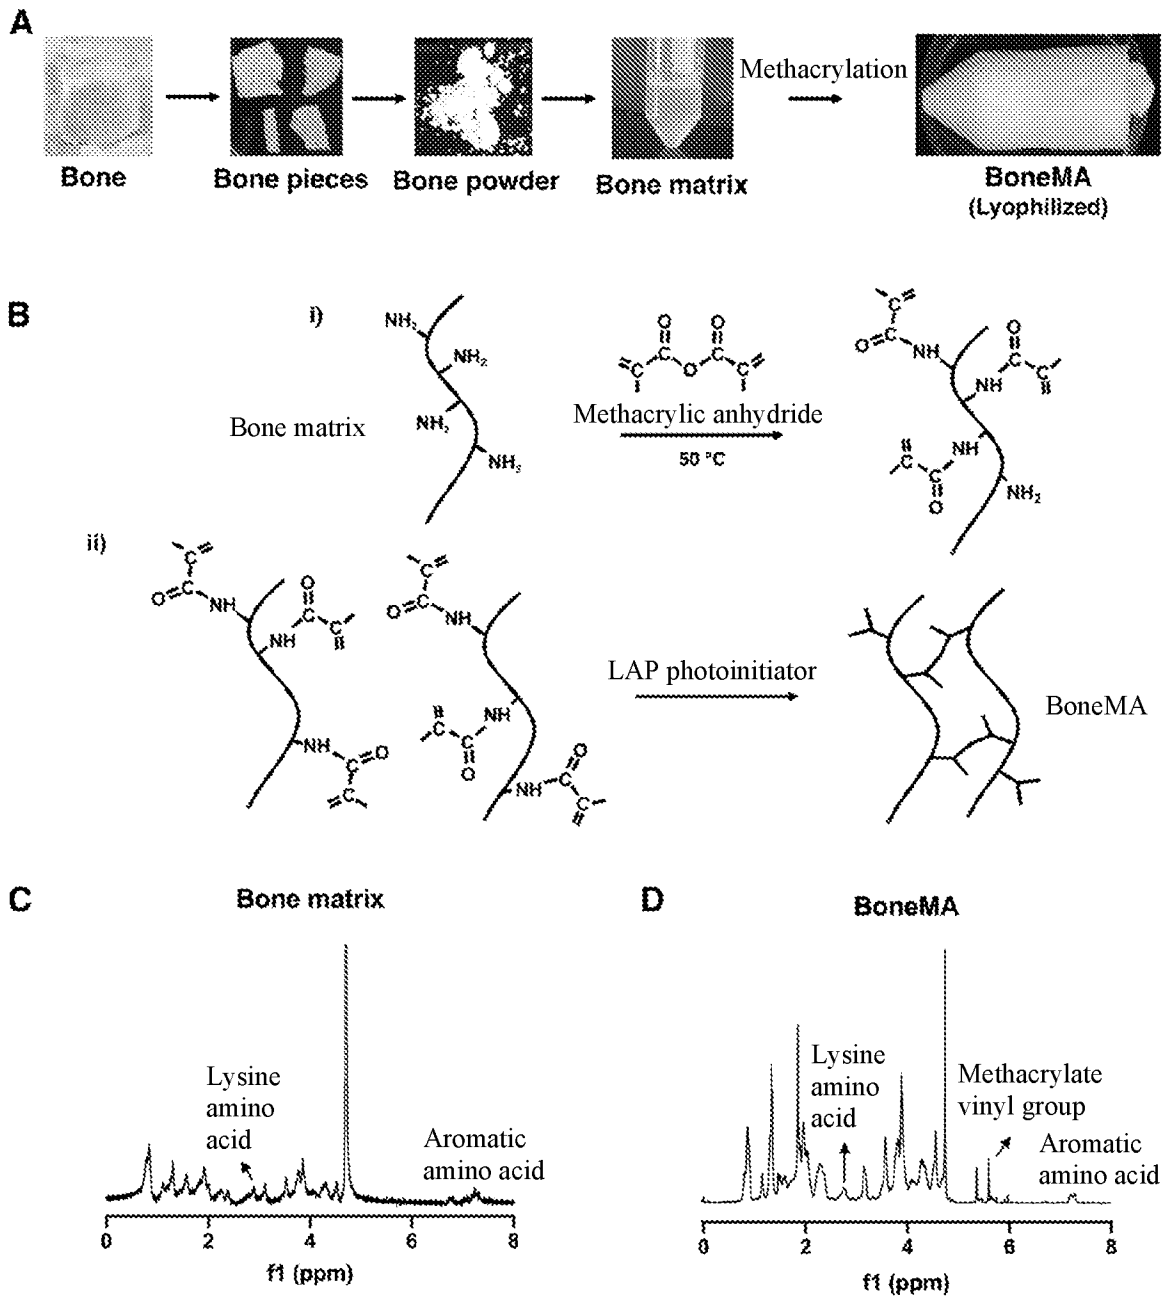 A
Methacrylation
Bone
Bone pieces
Bone powder
Bone matrix
BoneMA
(Lyophilized)
B
i)
NH2
NH2
NH2
NH2
Bone matrix
O O
C O C
C C
Methacrylic anhydride
50 °C
C
O C NH
O
C
NH
C
C
C
O
NH
NH2
ii)
C
O C NH
O
C
NH
C
NH
C O
C
C
O C NH
C
C
O
NH
NH
O
C
C
LAP photoinitiator
BoneMA
C
Bone matrix
Lysine
amino
acid
Aromatic
amino acid
0 2 4 6 8
f1 (ppm)
D
BoneMA
Lysine
amino
acid
Methacrylate
vinyl group
Aromatic
amino acid
0 2 4 6 8
f1 (ppm)